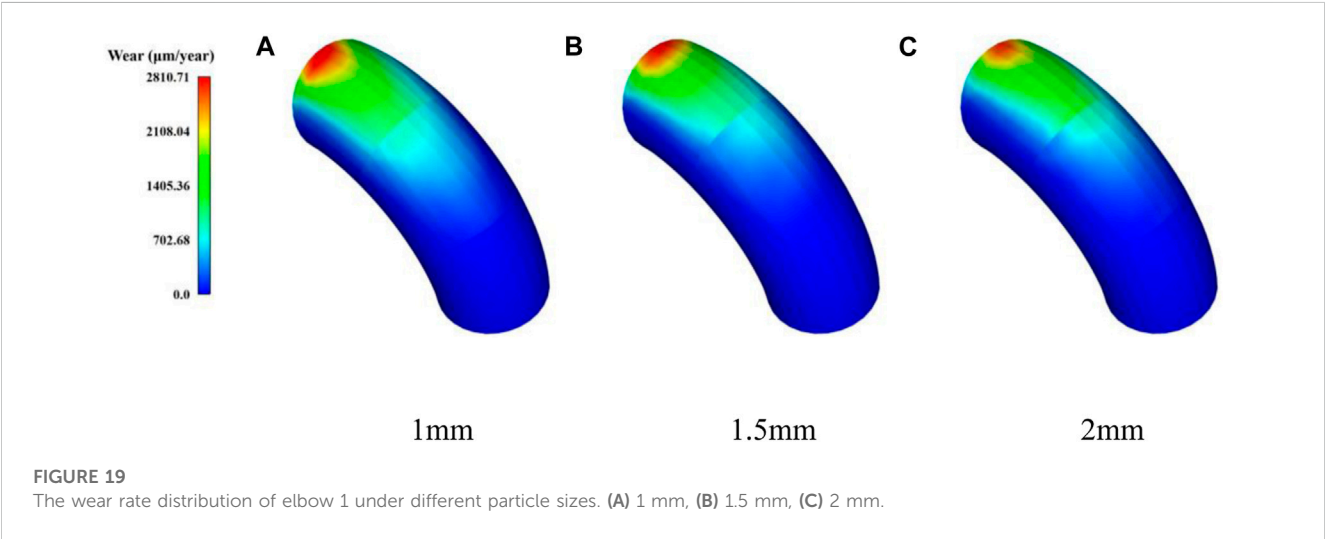 A
B
C
Wear (μm/year)
2810.71
2108.04
1405.36
702.68
0.0
1mm
1.5mm
2mm
FIGURE 19
The wear rate distribution of elbow 1 under different particle sizes. (A) 1 mm, (B) 1.5 mm, (C) 2 mm.